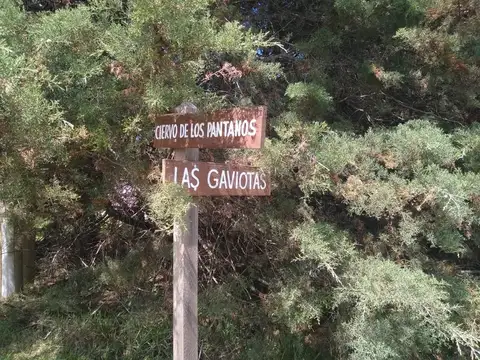 CIERVO DE LOS PANTANOS
LAS GAVIOTAS